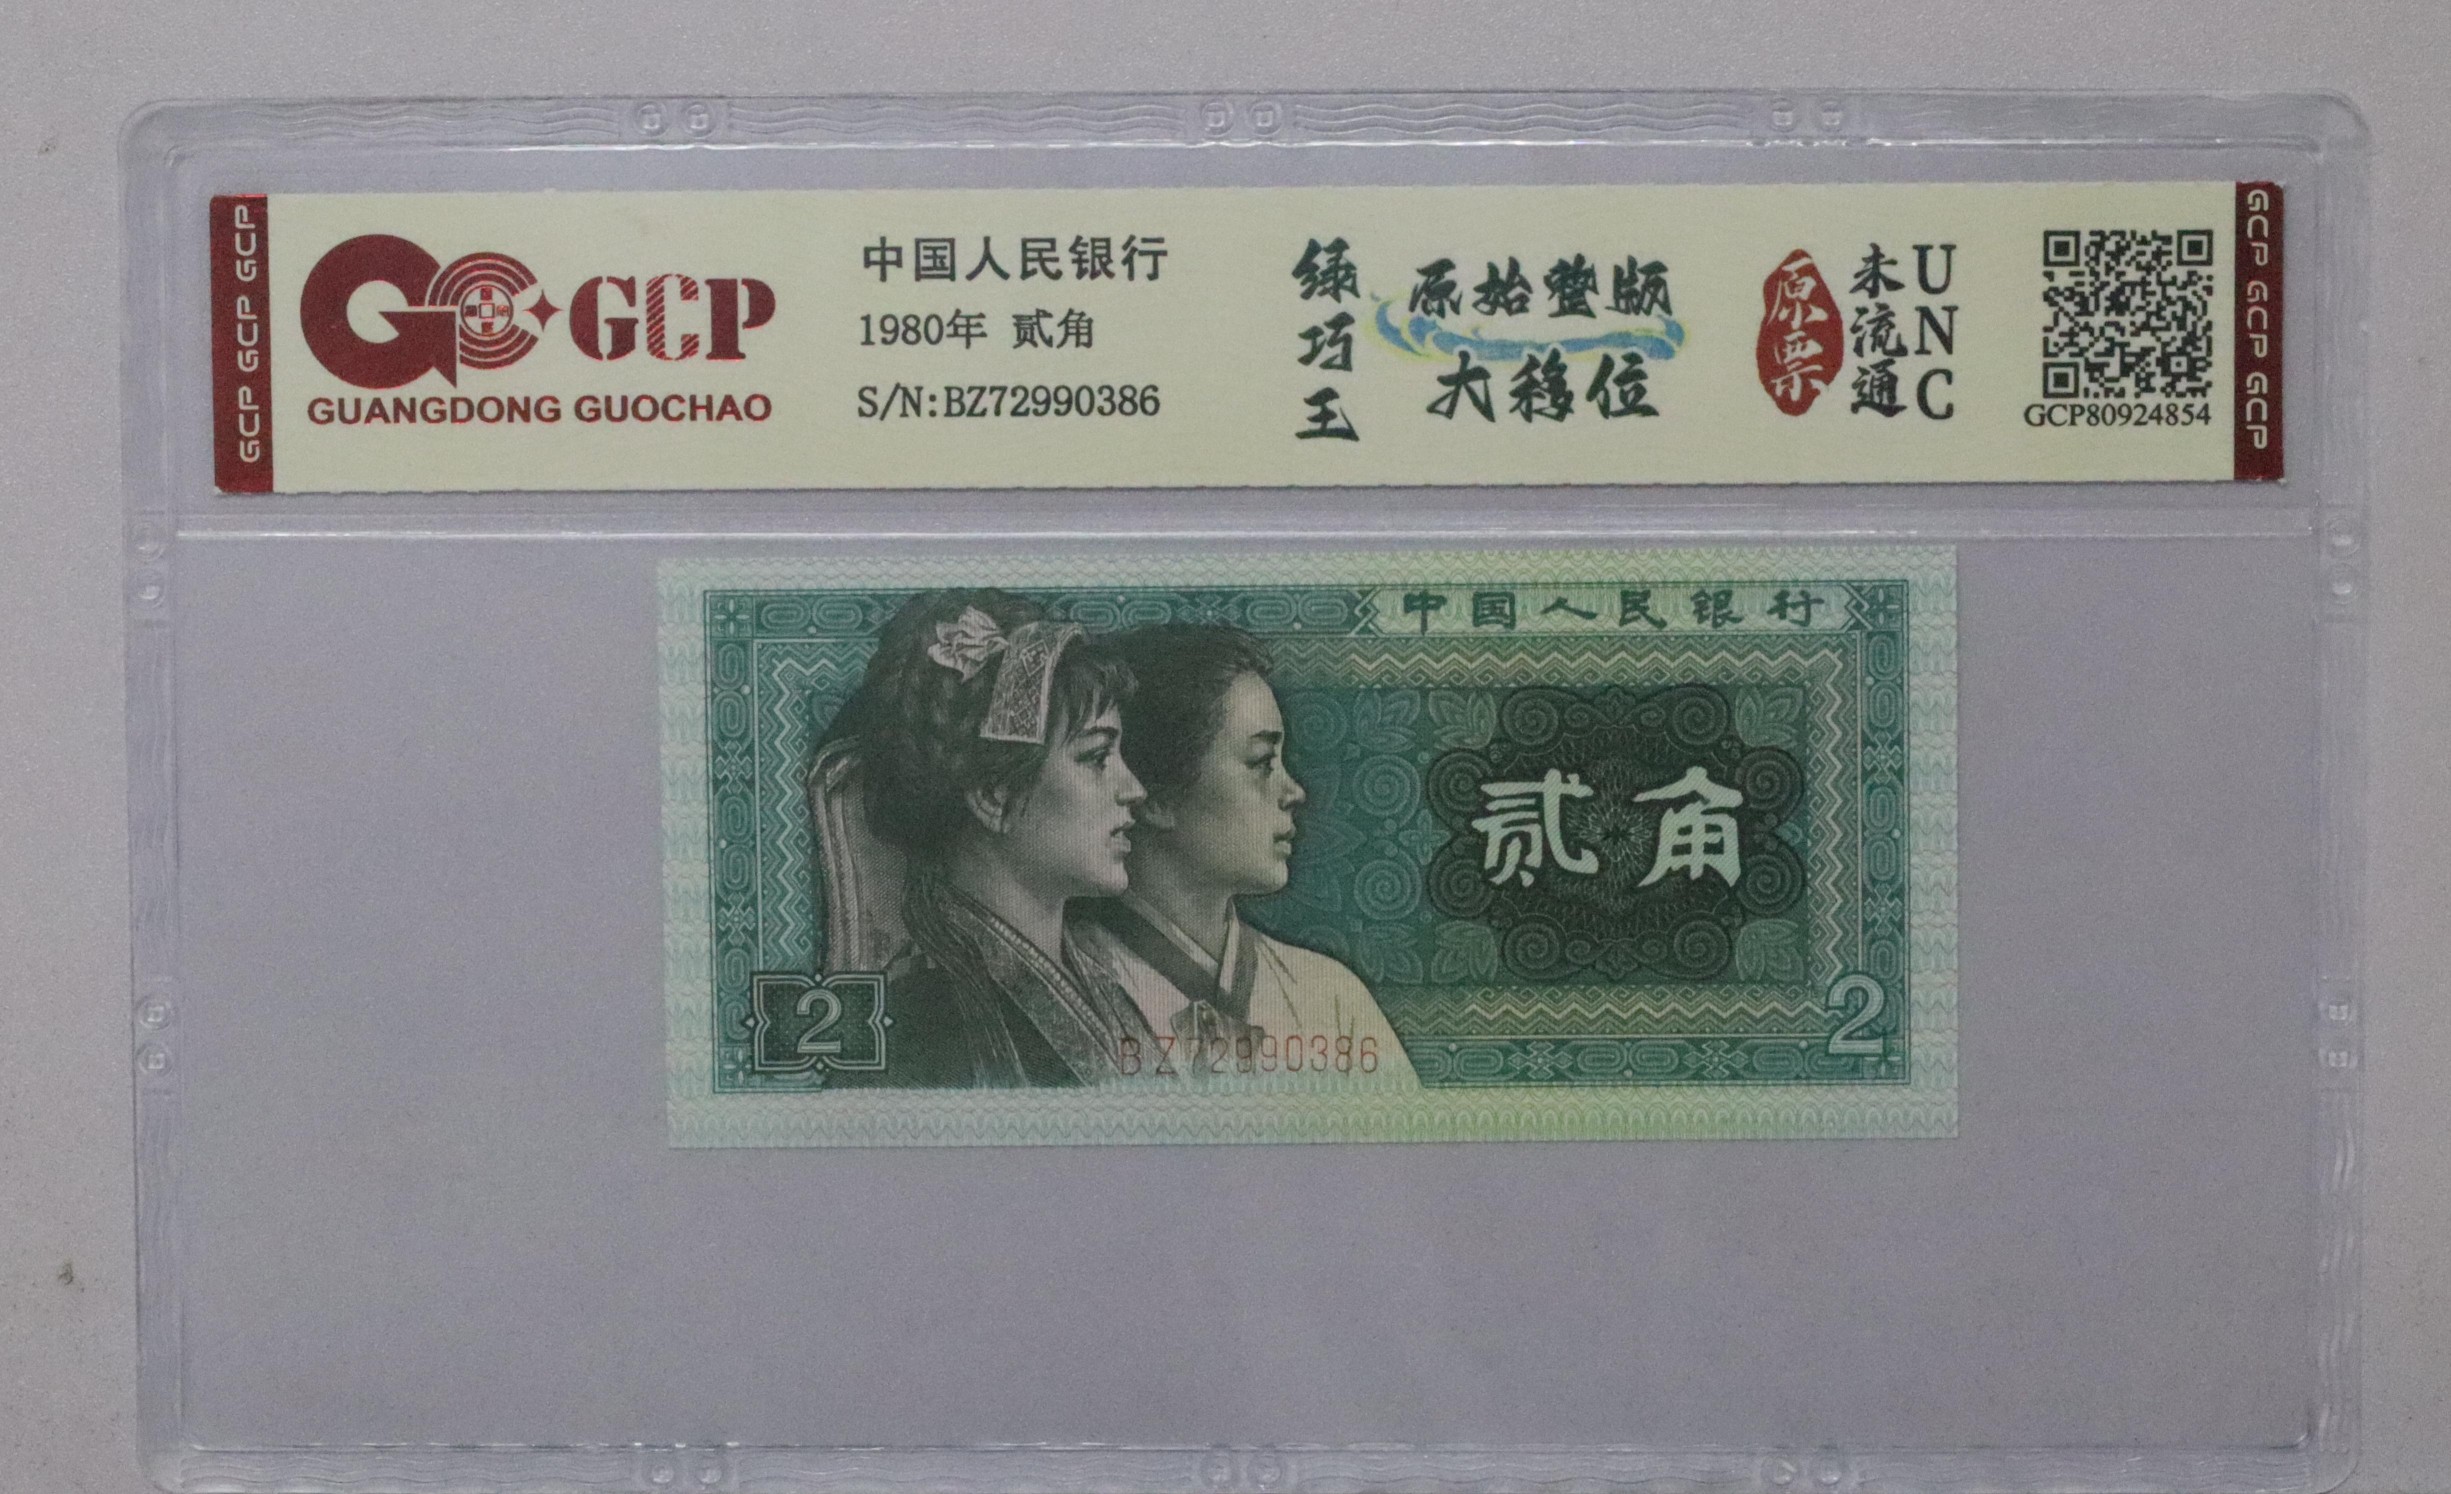 GCP GCP GCP
GCP
GUANGDONG GUOCHAO
中国人民银行
1980年 贰角
S/N:BZ72990386
绿巧王
原始整版
大移位
原票
未流通
UNC
GCP80924854
GCP GCP GCP
中国人民银行
贰角
2
BZ72990386
2